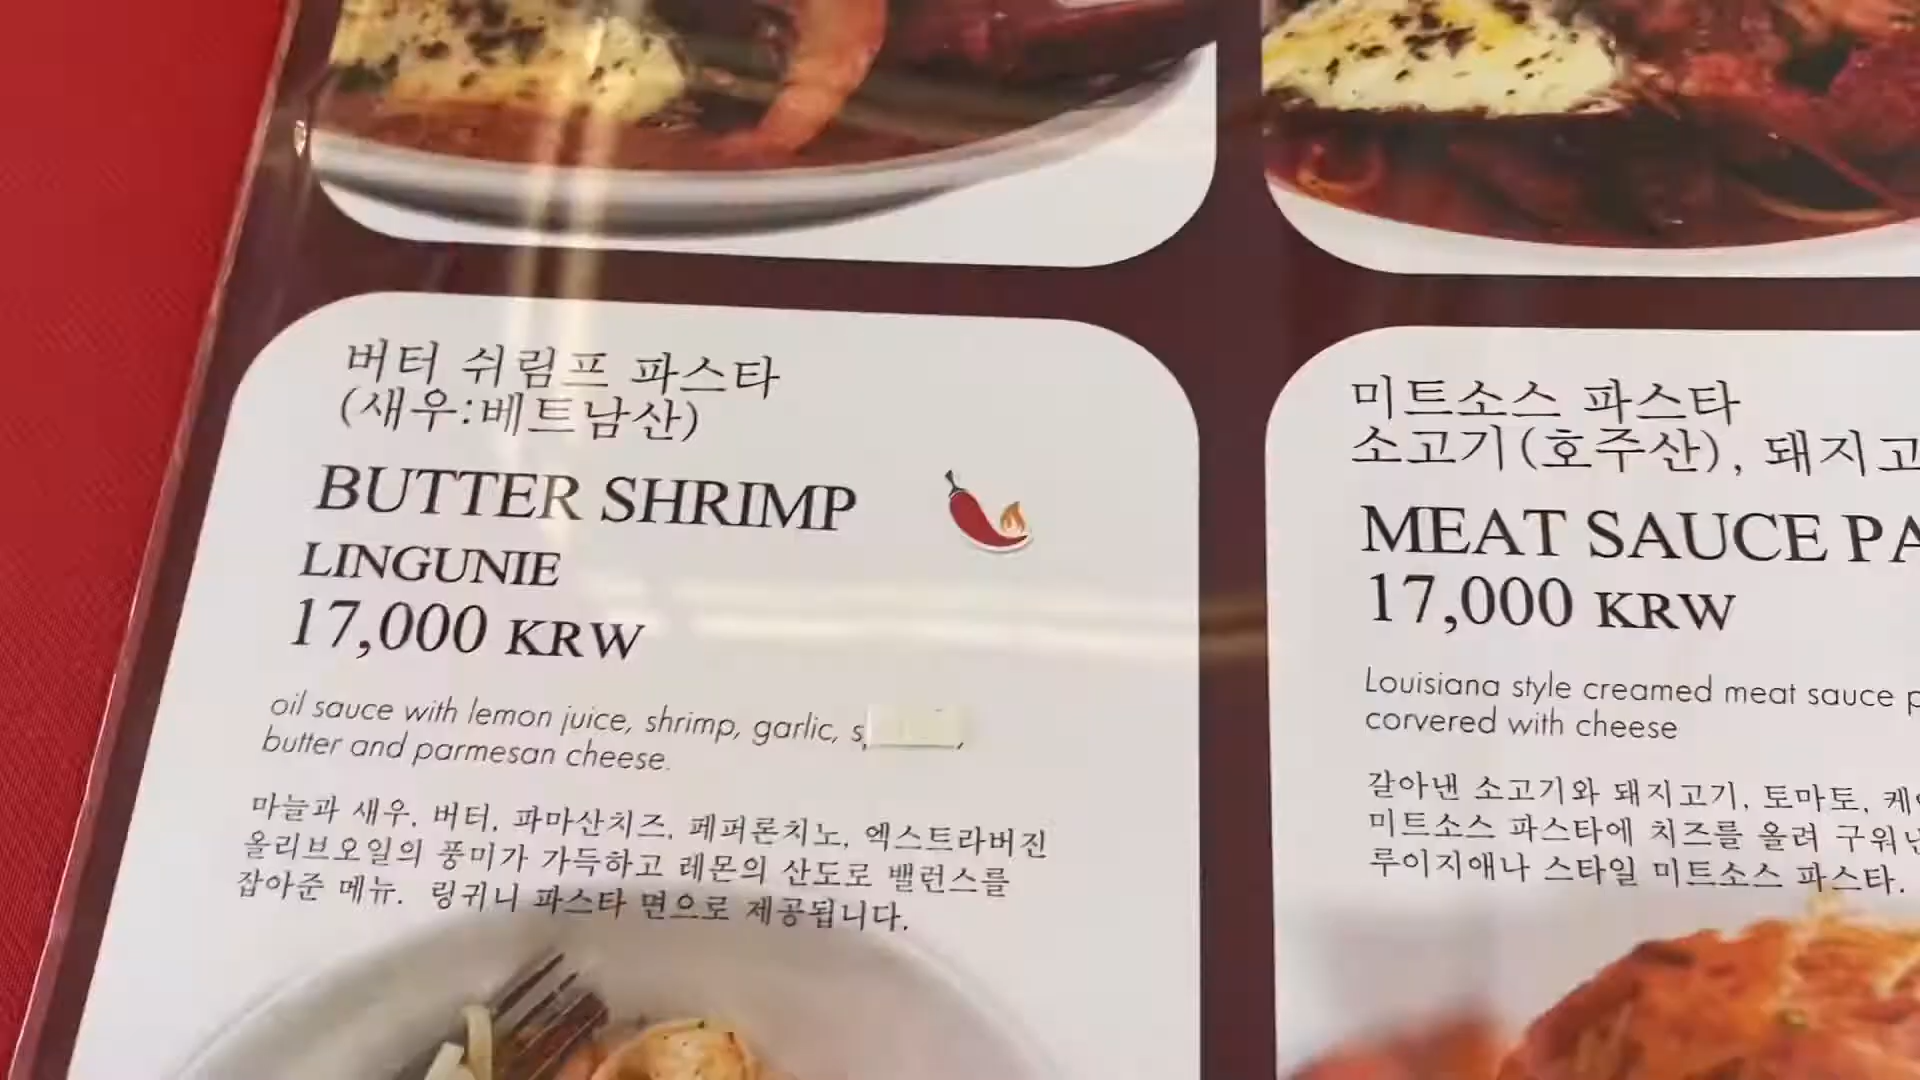 버터 쉬림프 파스타
(새우:베트남산)
BUTTER SHRIMP
LINGUNIE
17,000 KRW
oil sauce with lemon juice, shrimp, garlic,
butter and parmesan cheese.
마늘과 새우, 버터, 파마산치즈, 페퍼론치노, 엑스트라버진
올리브오일의 풍미가 가득하고 레몬의 산도로 밸런스를
잡아준 메뉴. 링귀니 파스타 면으로 제공됩니다.
미트소스 파스타
소고기(호주산), 돼지고
MEAT SAUCE PA
17,000 KRW
Louisiana style creamed meat sauce p
corvered with cheese
갈아낸 소고기와 돼지고기, 토마토,
미트소스 파스타에 치즈를 올려
루이지애나 스타일 미트소스 파스타.